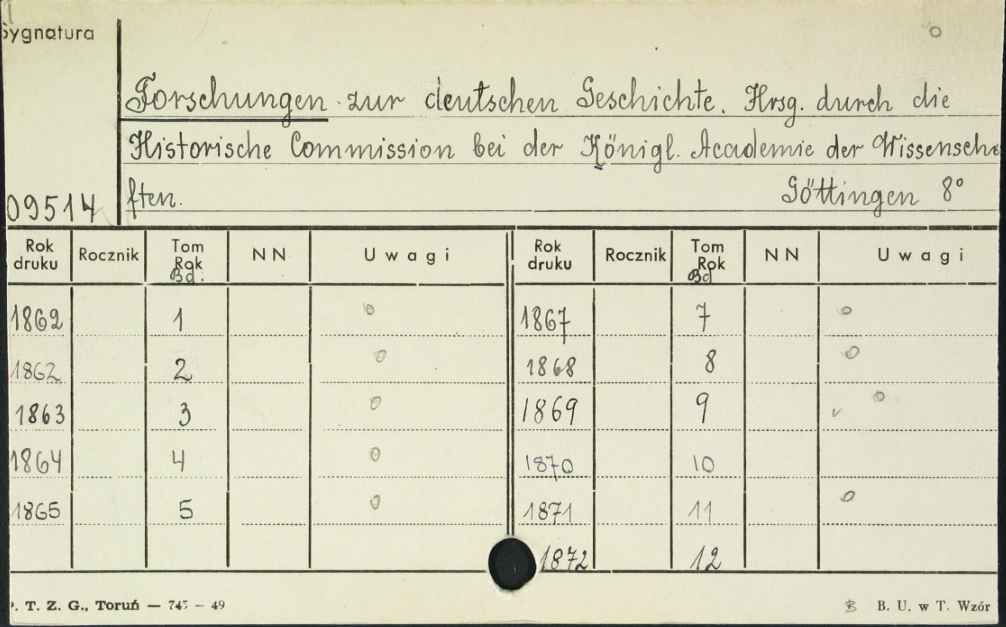 Sygnatura
Forschungen zur deutschen Geschichte. Hrsg. durch die
Historische Commission bei der Königl. Academie der Wissenscha
09514 ften. Göttingen 8°
Rok druku Rocznik Tom Rok Bd. NN Uwagi Rok druku Rocznik Tom Rok Bd NN Uwagi
1862 1 o 1867 7 o
1862 2 o 1868 8 o
1863 3 o 1869 9 v o
1864 4 o 1870 10
1865 5 o 1871 11 o
1872 12
. T. Z. G., Toruń — 745 — 49 B. U. w T. Wzór